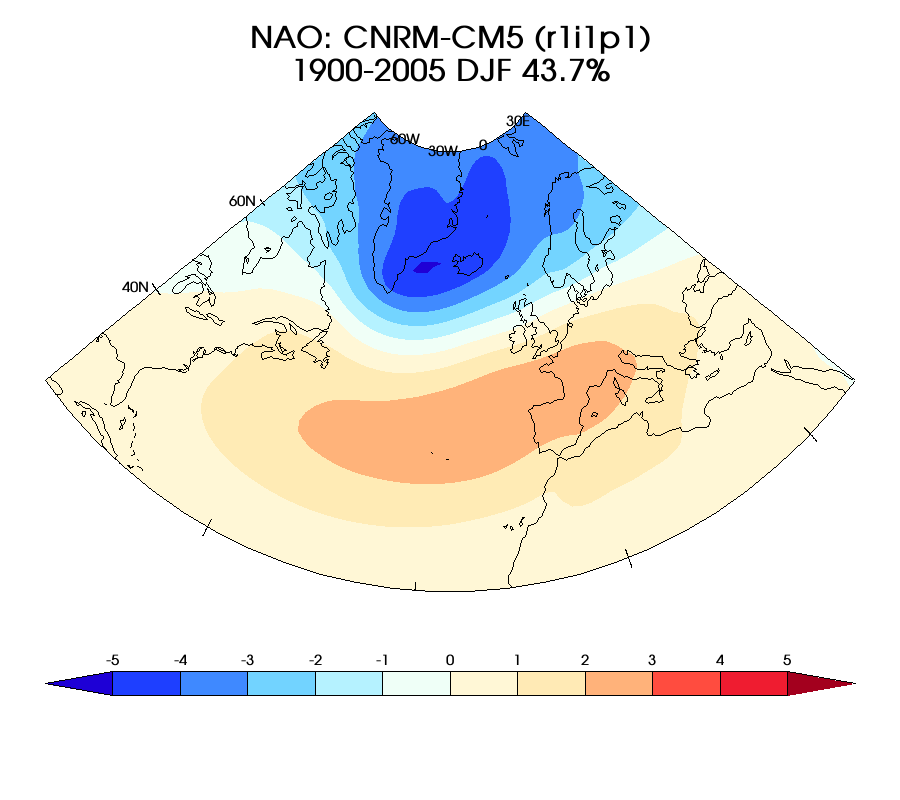 NAO: CNRM-CM5 (r1i1p1)
1900-2005 DJF 43.7%
30E
60W
30W
0
60N
40N
-5 -4 -3 -2 -1 0 1 2 3 4 5